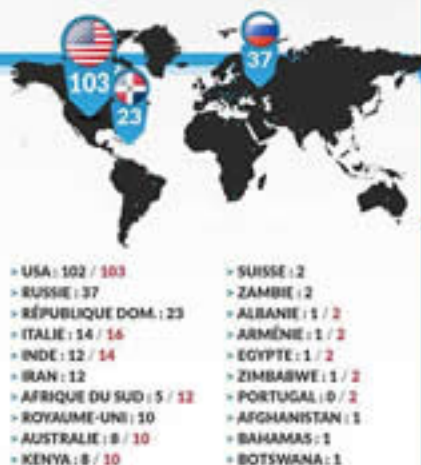 103
37
23
> USA : 102 / 103
> RUSSIE : 37
> RÉPUBLIQUE DOM. : 23
> ITALIE : 14 / 16
> INDE : 12 / 14
> IRAN : 12
> AFRIQUE DU SUD : 5 / 12
> ROYAUME-UNI : 10
> AUSTRALIE : 8 / 10
> KENYA : 8 / 10
> SUISSE : 2
> ZAMBIE : 2
> ALBANIE : 1 / 2
> ARMÉNIE : 1 / 2
> EGYPTE : 1 / 2
> ZIMBABWE : 1 / 2
> PORTUGAL : 0 / 2
> AFGHANISTAN : 1
> BAHAMAS : 1
> BOTSWANA : 1